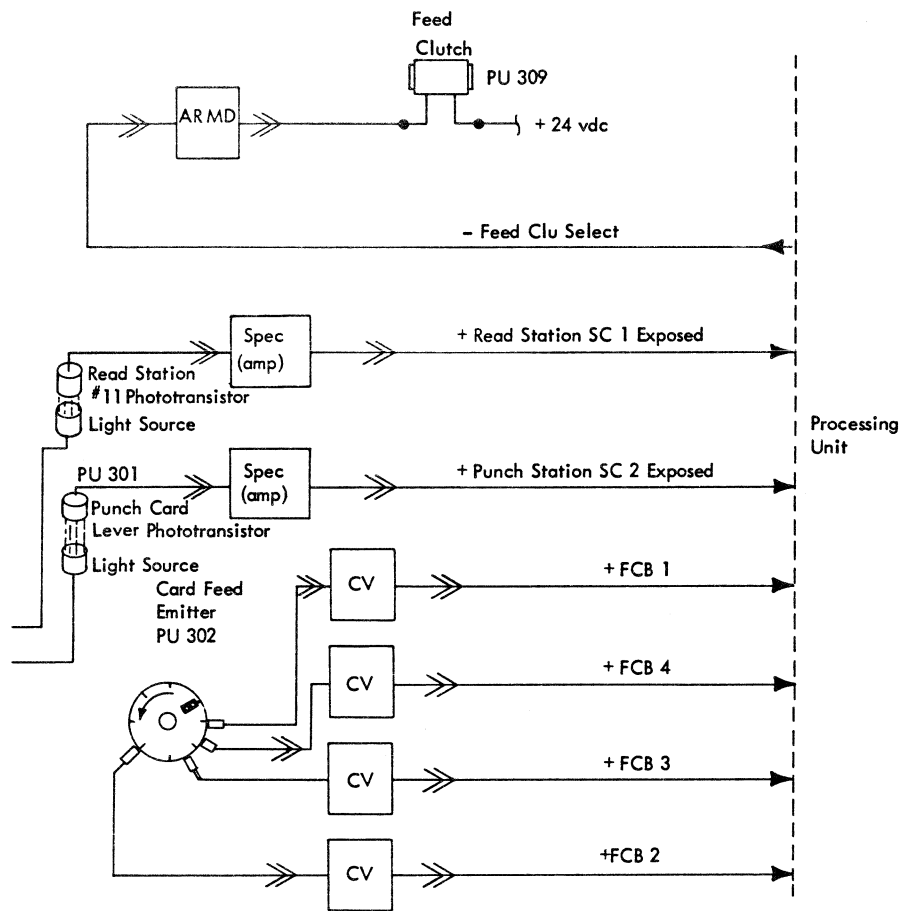 Feed
Clutch
PU 309
ARMD
+ 24 vdc
– Feed Clu Select
Spec
(amp)
+ Read Station SC 1 Exposed
Read Station
#11 Phototransistor
Light Source
Processing
Unit
PU 301
Spec
(amp)
+ Punch Station SC 2 Exposed
Punch Card
Lever Phototransistor
Light Source
Card Feed
Emitter
PU 302
CV
+ FCB 1
CV
+ FCB 4
CV
+ FCB 3
CV
+FCB 2